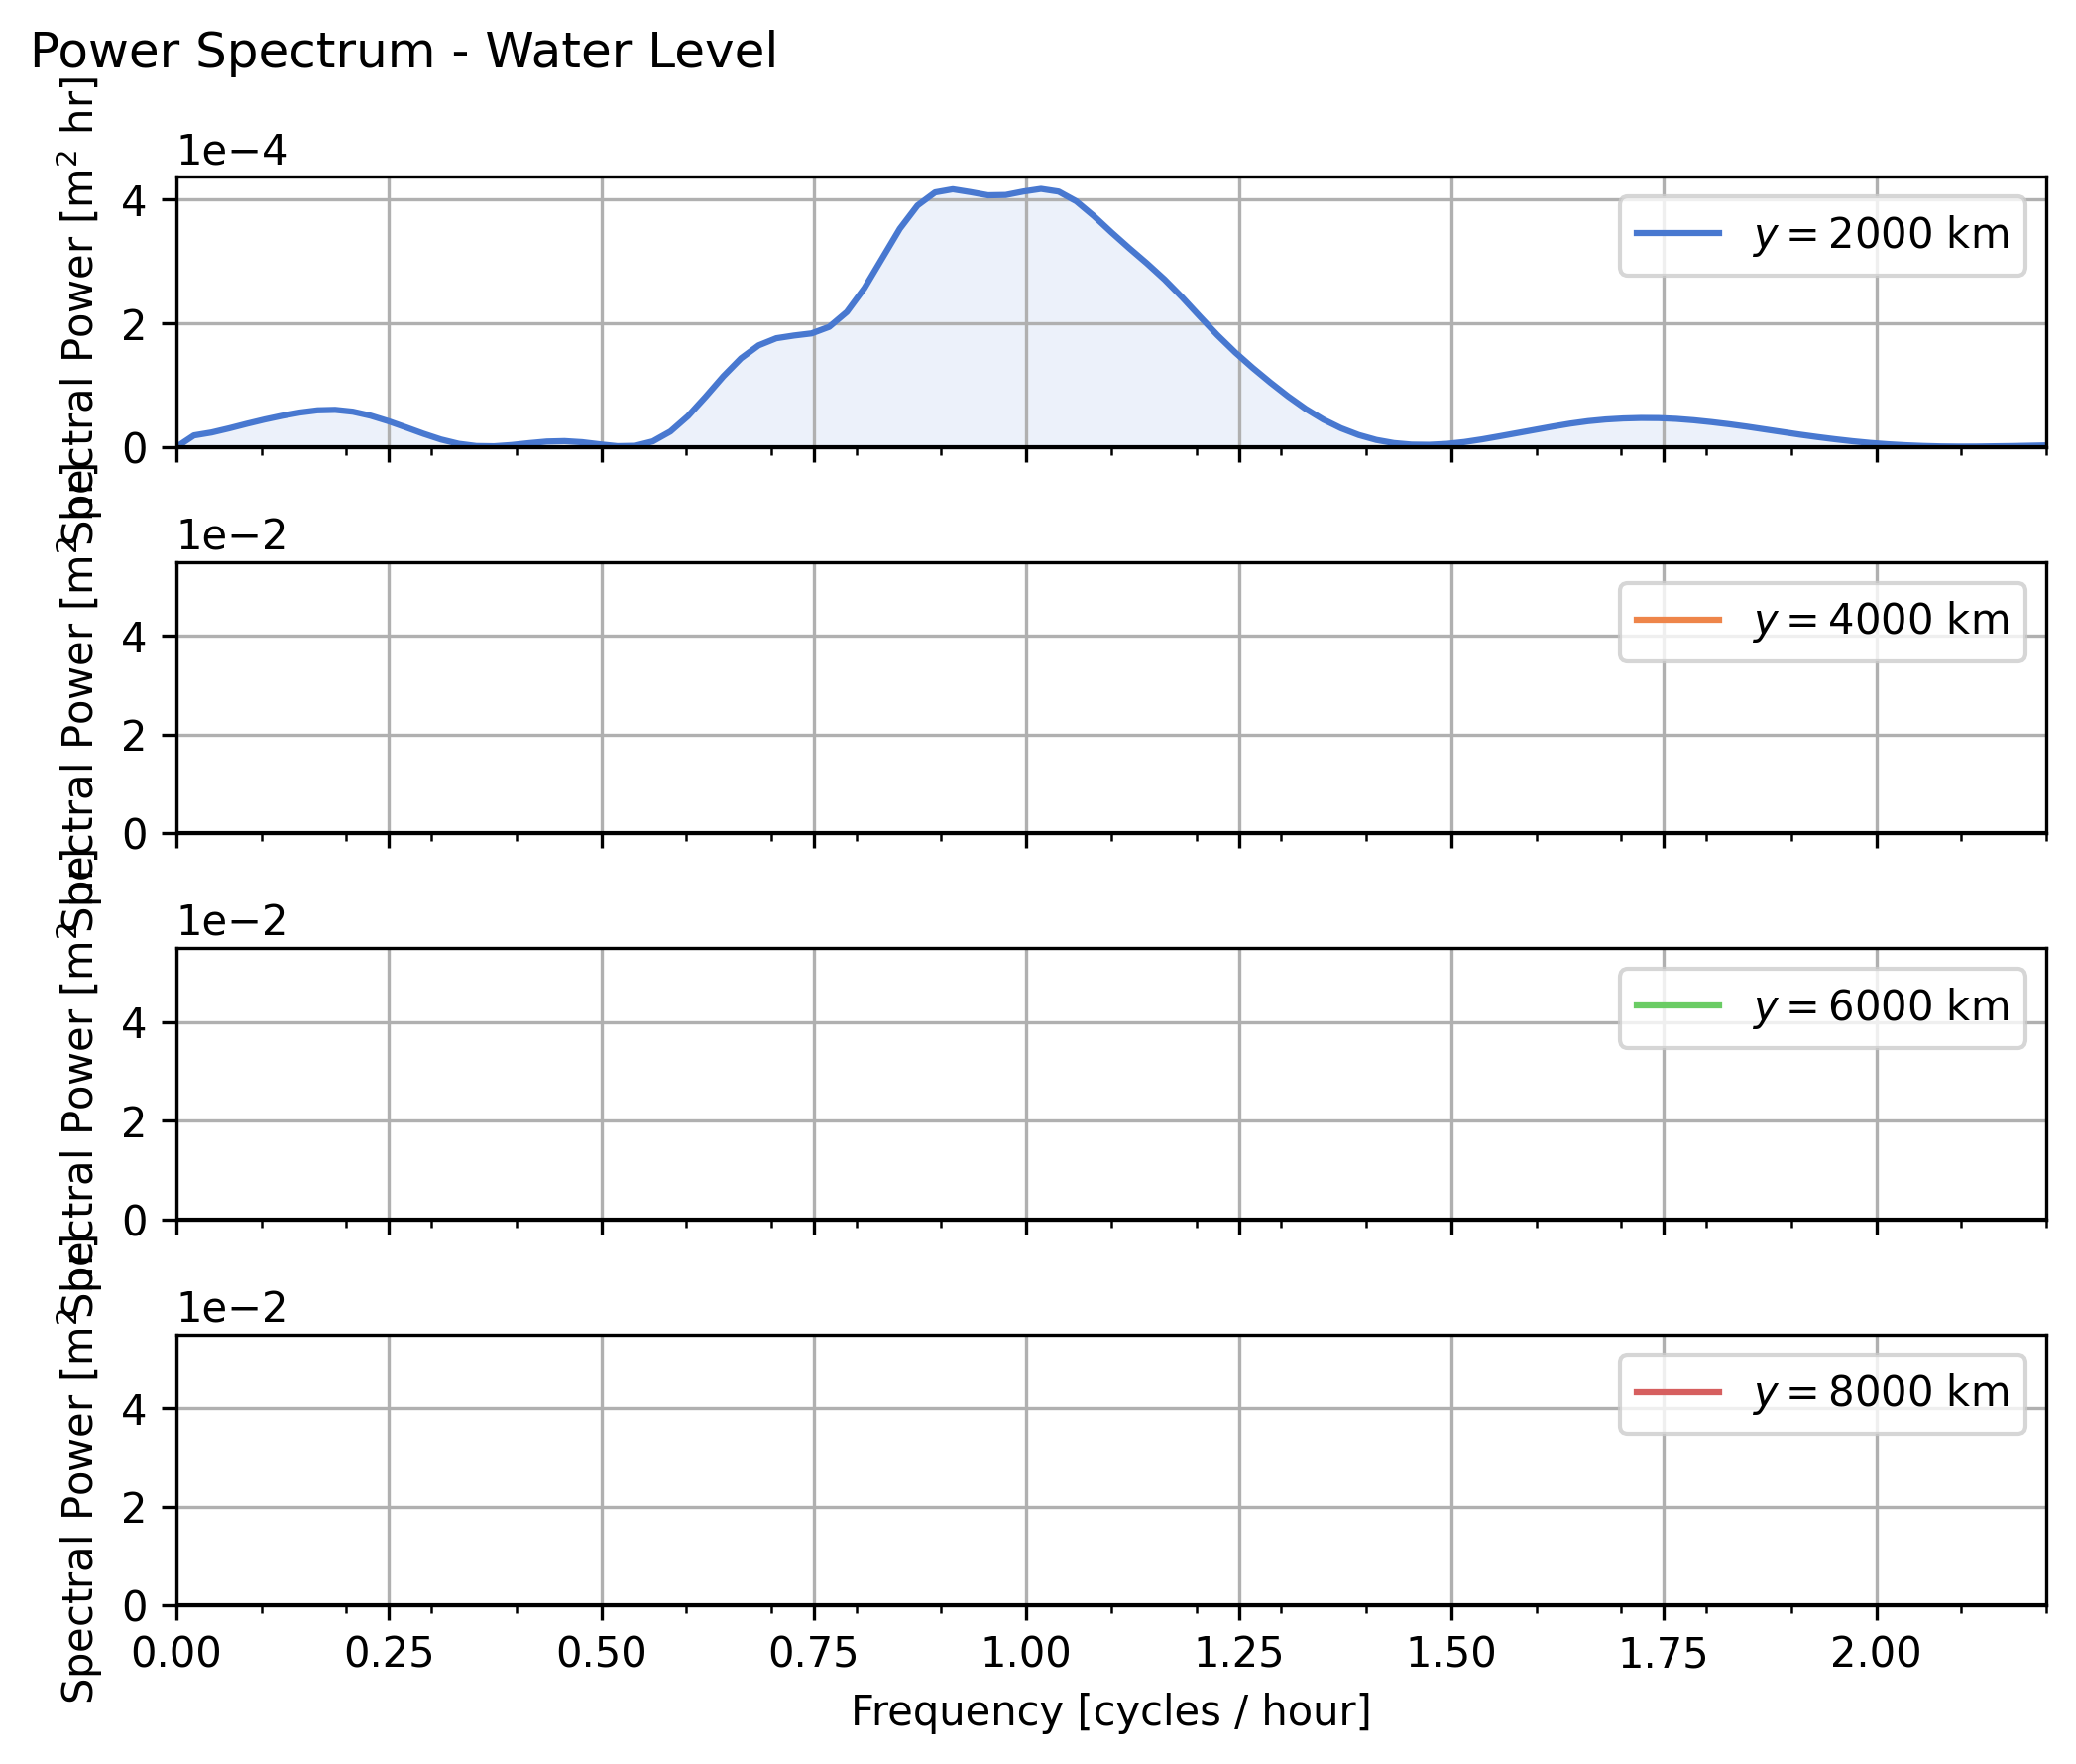 Power Spectrum - Water Level
1e−4
Spectral Power [m² hr]
4
2
0
y = 2000 km
1e−2
Spectral Power [m² hr]
4
2
0
y = 4000 km
1e−2
Spectral Power [m² hr]
4
2
0
y = 6000 km
1e−2
Spectral Power [m² hr]
4
2
0
y = 8000 km
0.00 0.25 0.50 0.75 1.00 1.25 1.50 1.75 2.00
Frequency [cycles / hour]